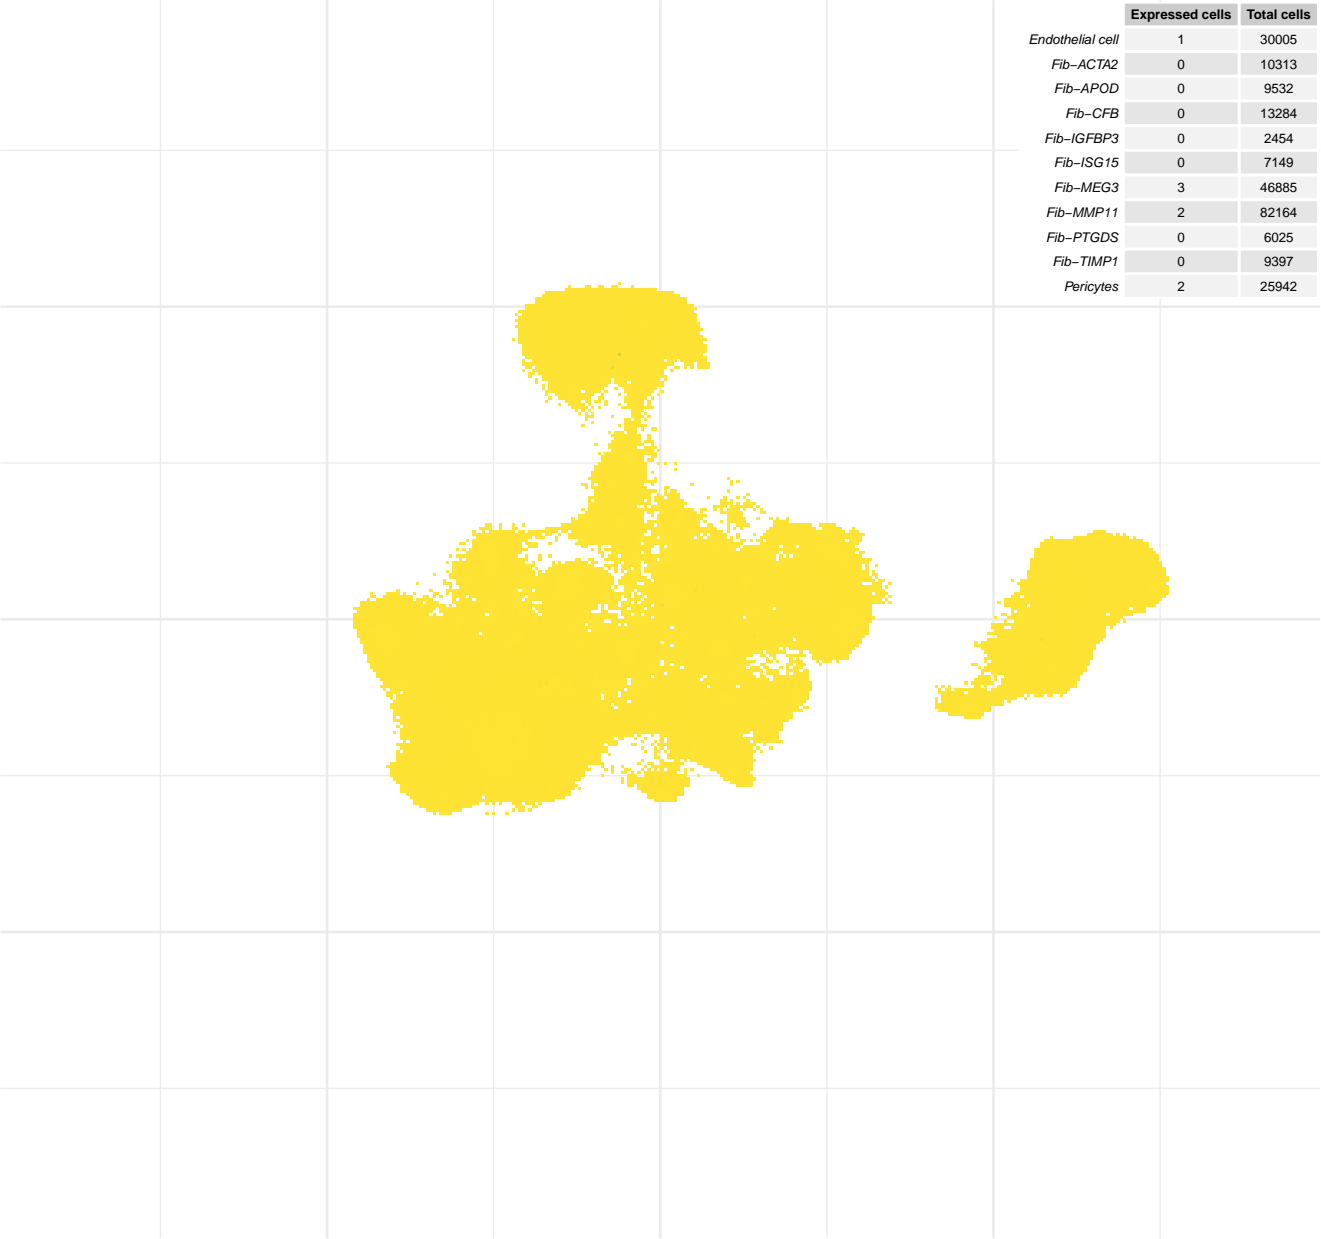 Expressed cells Total cells
Endothelial cell 1 30005
Fib−ACTA2 0 10313
Fib−APOD 0 9532
Fib−CFB 0 13284
Fib−IGFBP3 0 2454
Fib−ISG15 0 7149
Fib−MEG3 3 46885
Fib−MMP11 2 82164
Fib−PTGDS 0 6025
Fib−TIMP1 0 9397
Pericytes 2 25942